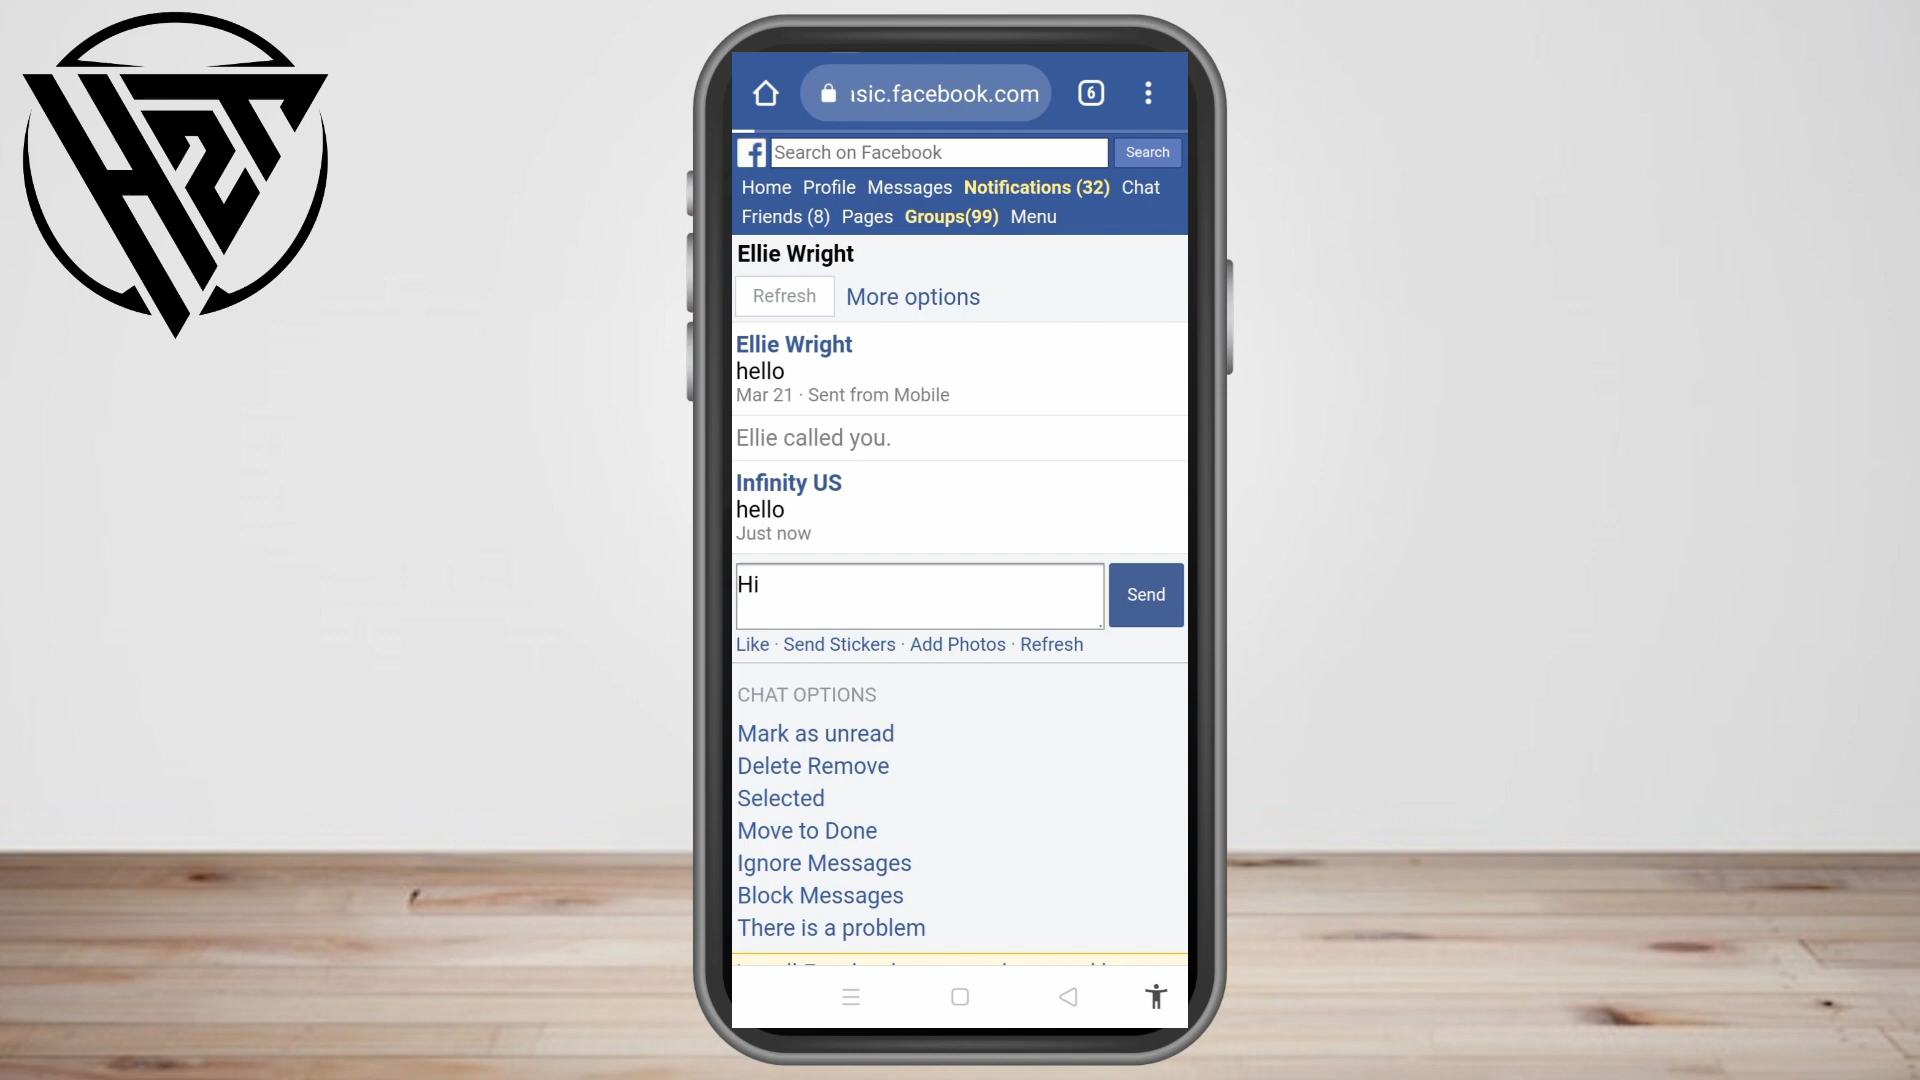 H2T
6
ısic.facebook.com
Search on Facebook
Search
Home Profile Messages Notifications (32) Chat
Friends (8) Pages Groups(99) Menu
Ellie Wright
Refresh
More options
Ellie Wright
hello
Mar 21 · Sent from Mobile
Ellie called you.
Infinity US
hello
Just now
Hi
Send
Like · Send Stickers · Add Photos · Refresh
CHAT OPTIONS
Mark as unread
Delete Remove
Selected
Move to Done
Ignore Messages
Block Messages
There is a problem